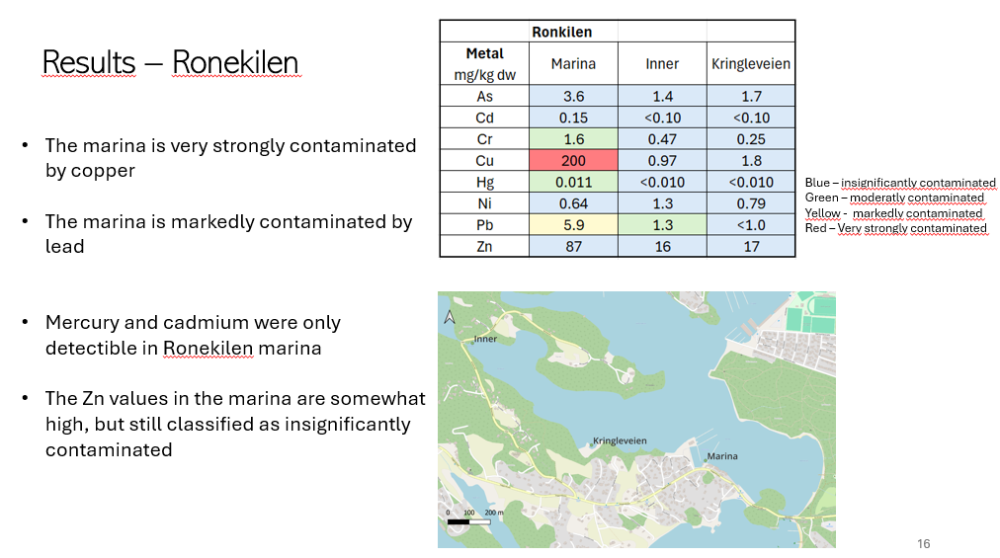 Results – Ronekilen
• The marina is very strongly contaminated
by copper
• The marina is markedly contaminated by
lead
• Mercury and cadmium were only
detectible in Ronekilen marina
• The Zn values in the marina are somewhat
high, but still classified as insignificantly
contaminated
Ronkilen
Metal
mg/kg dw Marina Inner Kringleveien
As 3.6 1.4 1.7
Cd 0.15 <0.10 <0.10
Cr 1.6 0.47 0.25
Cu 200 0.97 1.8
Hg 0.011 <0.010 <0.010
Ni 0.64 1.3 0.79
Pb 5.9 1.3 <1.0
Zn 87 16 17
Blue – insignificantly contaminated
Green – moderatly contaminated
Yellow - markedly contaminated
Red – Very strongly contaminated
Inner
Kringleveien
Marina
0 100 200 m
16